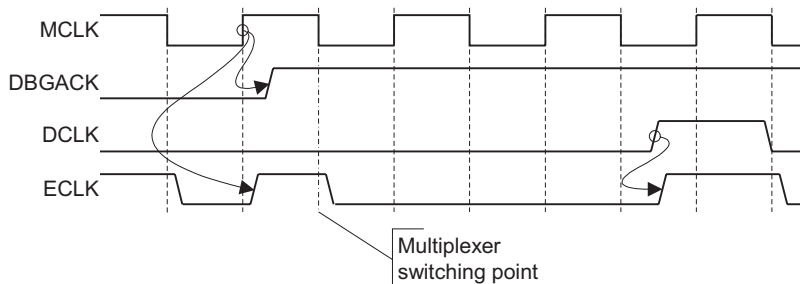 MCLK
DBGACK
DCLK
ECLK
Multiplexer
switching point